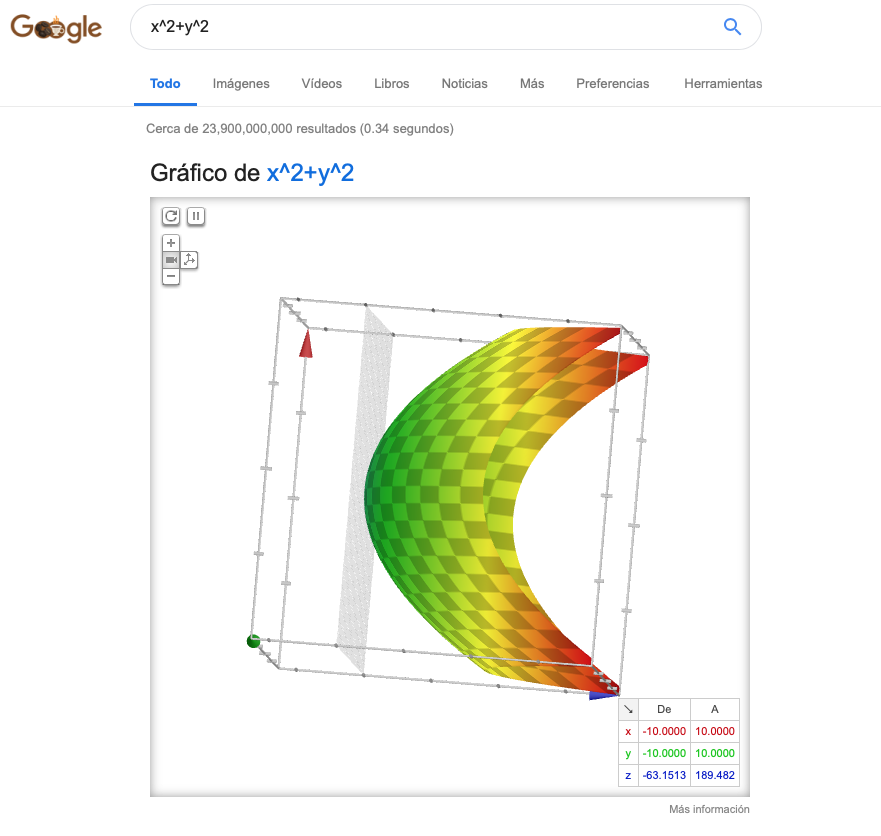 Google
x^2+y^2
Todo Imágenes Vídeos Libros Noticias Más Preferencias Herramientas
Cerca de 23,900,000,000 resultados (0.34 segundos)
Gráfico de x^2+y^2
De A
x -10.0000 10.0000
y -10.0000 10.0000
z -63.1513 189.482
Más información